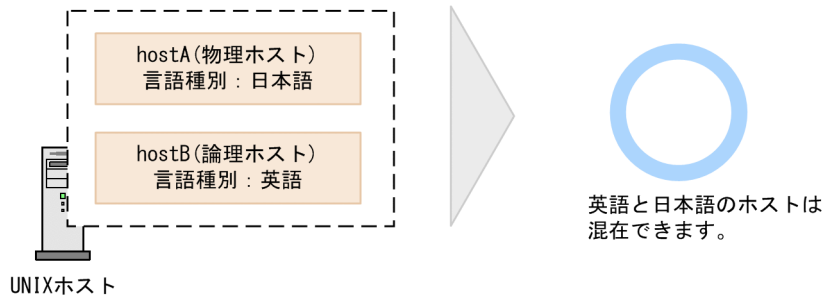 hostA(物理ホスト)
言語種別：日本語
hostB(論理ホスト)
言語種別：英語
UNIXホスト
英語と日本語のホストは
混在できます。